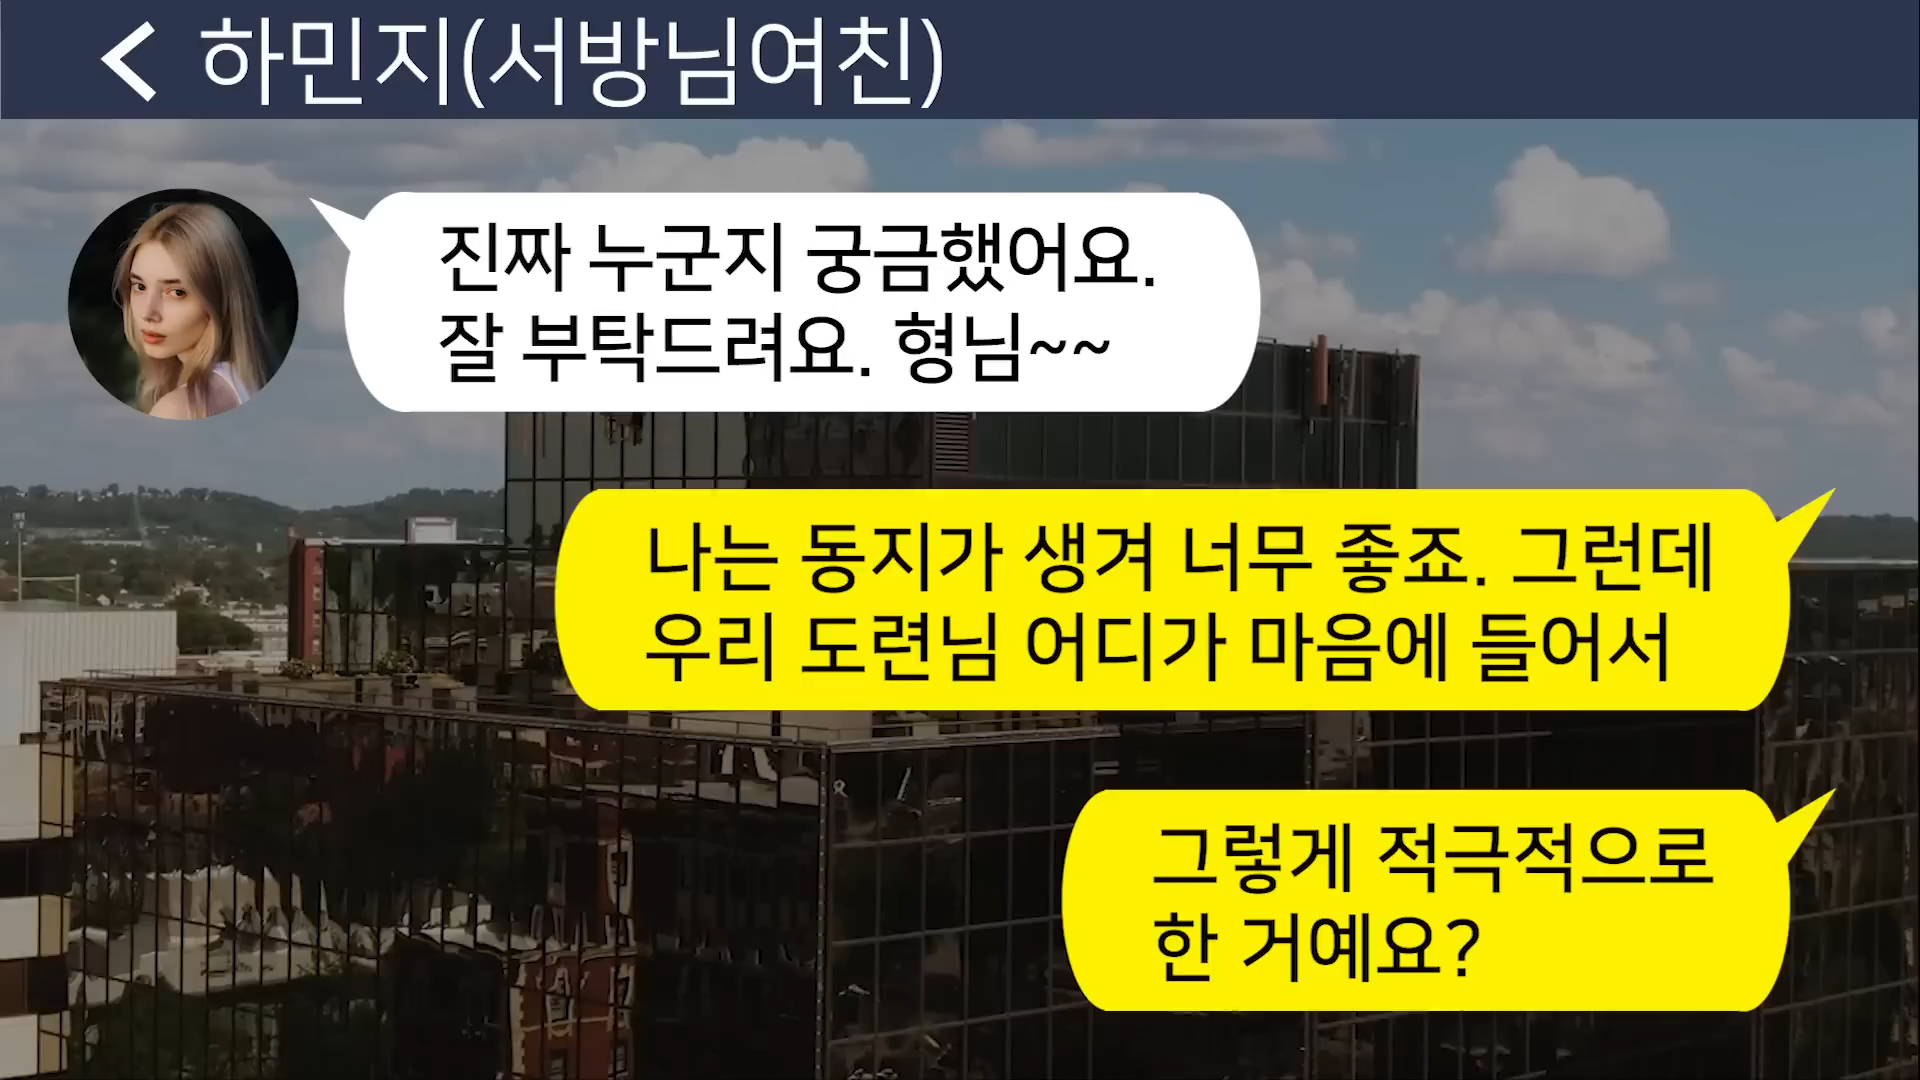 하민지(서방님여친)
진짜 누군지 궁금했어요.
잘 부탁드려요. 형님~~
나는 동지가 생겨 너무 좋죠. 그런데
우리 도련님 어디가 마음에 들어서
그렇게 적극적으로
한 거예요?